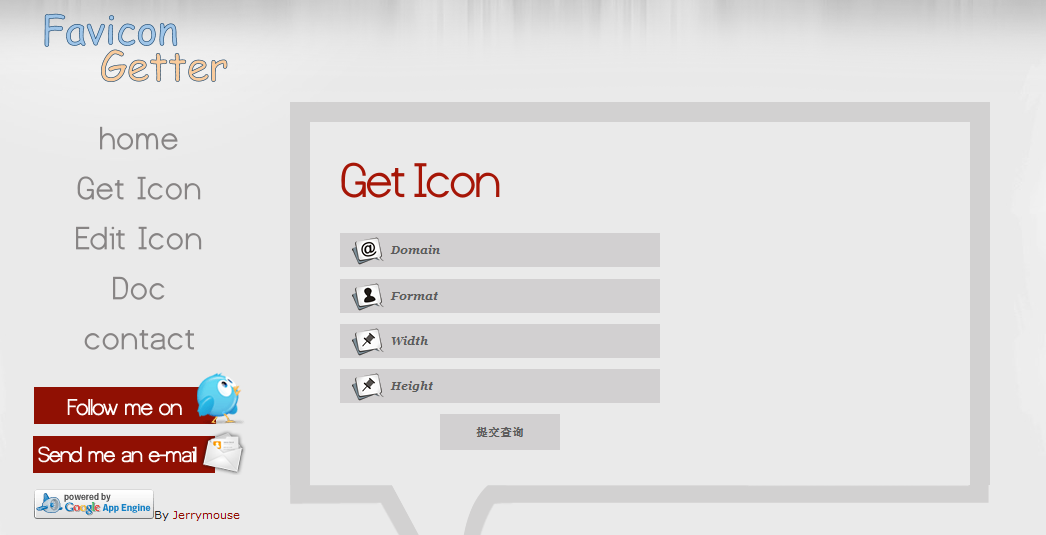 Favicon
Getter
home
Get Icon
Edit Icon
Doc
contact
Follow me on
Send me an e-mail
powered by
Google App Engine
By Jerrymouse
Get Icon
@ Domain
Format
Width
Height
提交查询